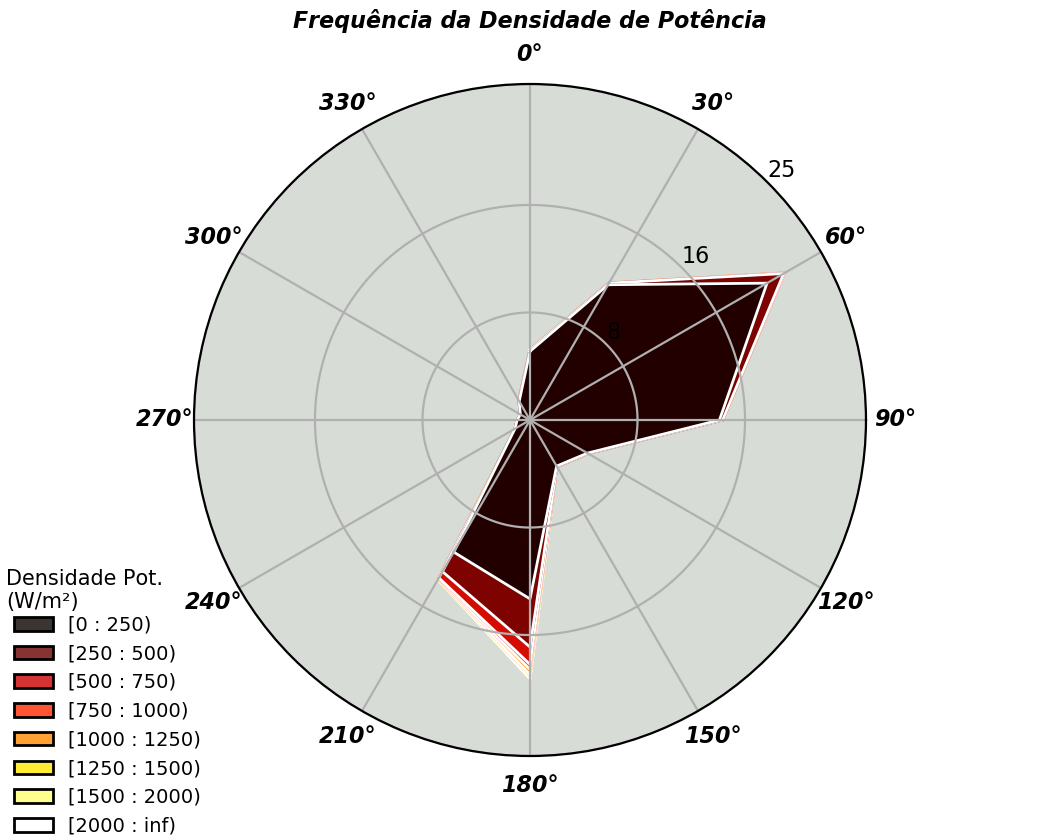 Frequência da Densidade de Potência
0°
330°
30°
25
300°
60°
16
8
270°
90°
240°
120°
210°
150°
180°
Densidade Pot.
(W/m²)
[0 : 250)
[250 : 500)
[500 : 750)
[750 : 1000)
[1000 : 1250)
[1250 : 1500)
[1500 : 2000)
[2000 : inf)